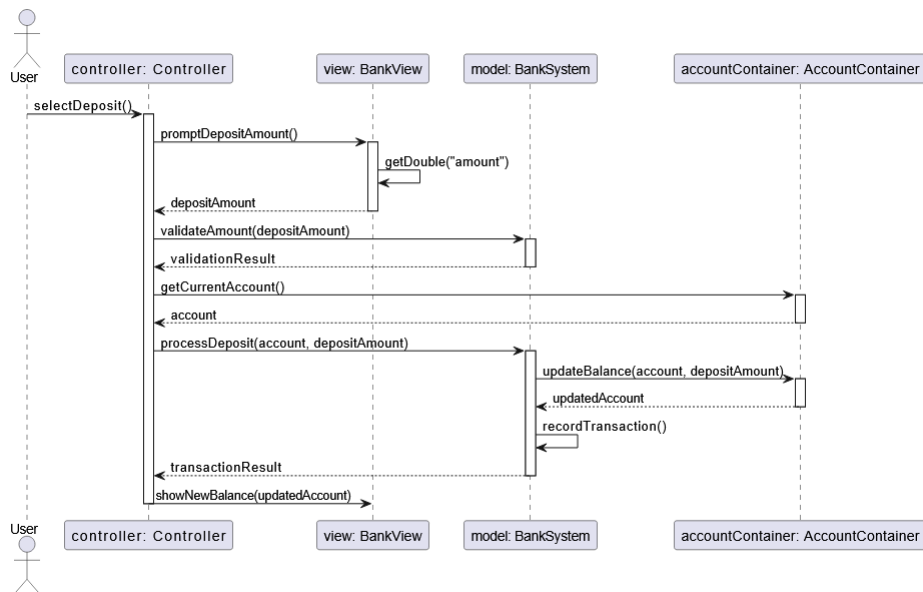 User
controller: Controller
view: BankView
model: BankSystem
accountContainer: AccountContainer
selectDeposit()
promptDepositAmount()
getDouble("amount")
depositAmount
validateAmount(depositAmount)
validationResult
getCurrentAccount()
account
processDeposit(account, depositAmount)
updateBalance(account, depositAmount)
updatedAccount
recordTransaction()
transactionResult
showNewBalance(updatedAccount)
User
controller: Controller
view: BankView
model: BankSystem
accountContainer: AccountContainer